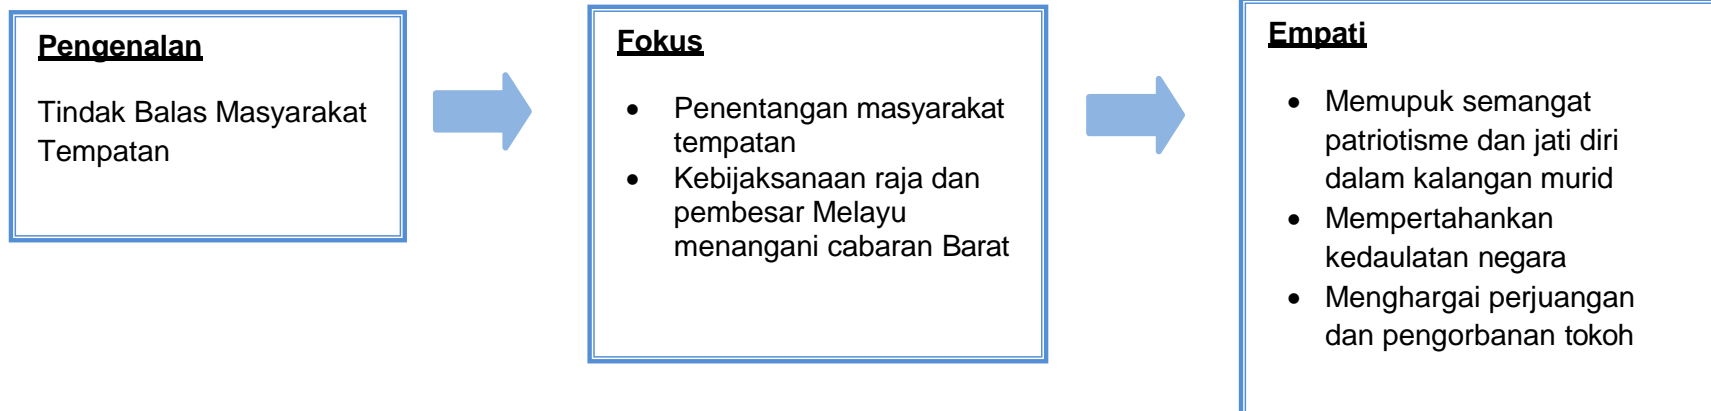 Pengenalan
Tindak Balas Masyarakat
Tempatan
Fokus
• Penentangan masyarakat
tempatan
• Kebijaksanaan raja dan
pembesar Melayu
menangani cabaran Barat
Empati
• Memupuk semangat
patriotisme dan jati diri
dalam kalangan murid
• Mempertahankan
kedaulatan negara
• Menghargai perjuangan
dan pengorbanan tokoh